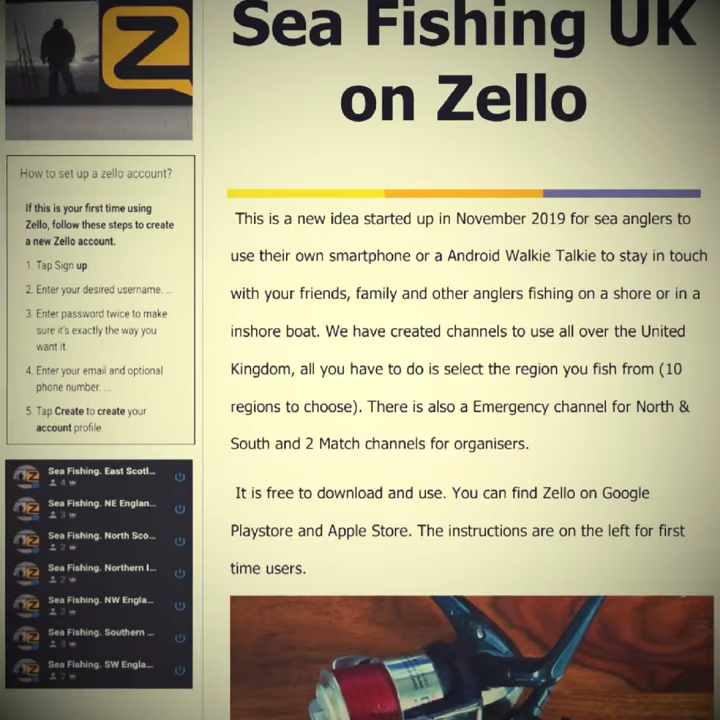 Sea Fishing UK
on Zello
Z
How to set up a zello account?
If this is your first time using
Zello, follow these steps to create
a new Zello account.
1. Tap Sign up.
2. Enter your desired username. ...
3. Enter password twice to make
sure it's exactly the way you
want it.
4. Enter your email and optional
phone number. ...
5. Tap Create to create your
account profile.
Sea Fishing. East Scotl...
4
Sea Fishing. NE Englan...
3
Sea Fishing. North Sco...
2
Sea Fishing. Northern I...
2
Sea Fishing. NW Engla...
2
Sea Fishing. Southern ...
3
Sea Fishing. SW Engla...
2
This is a new idea started up in November 2019 for sea anglers to
use their own smartphone or a Android Walkie Talkie to stay in touch
with your friends, family and other anglers fishing on a shore or in a
inshore boat. We have created channels to use all over the United
Kingdom, all you have to do is select the region you fish from (10
regions to choose). There is also a Emergency channel for North &
South and 2 Match channels for organisers.
It is free to download and use. You can find Zello on Google
Playstore and Apple Store. The instructions are on the left for first
time users.